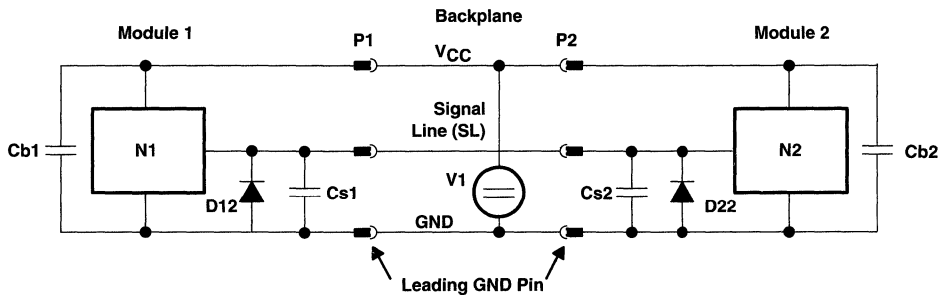 Backplane
Module 1
P1
VCC
P2
Module 2
Signal
Line (SL)
Cb1
N1
N2
Cb2
V1
D12
Cs1
Cs2
D22
GND
Leading GND Pin